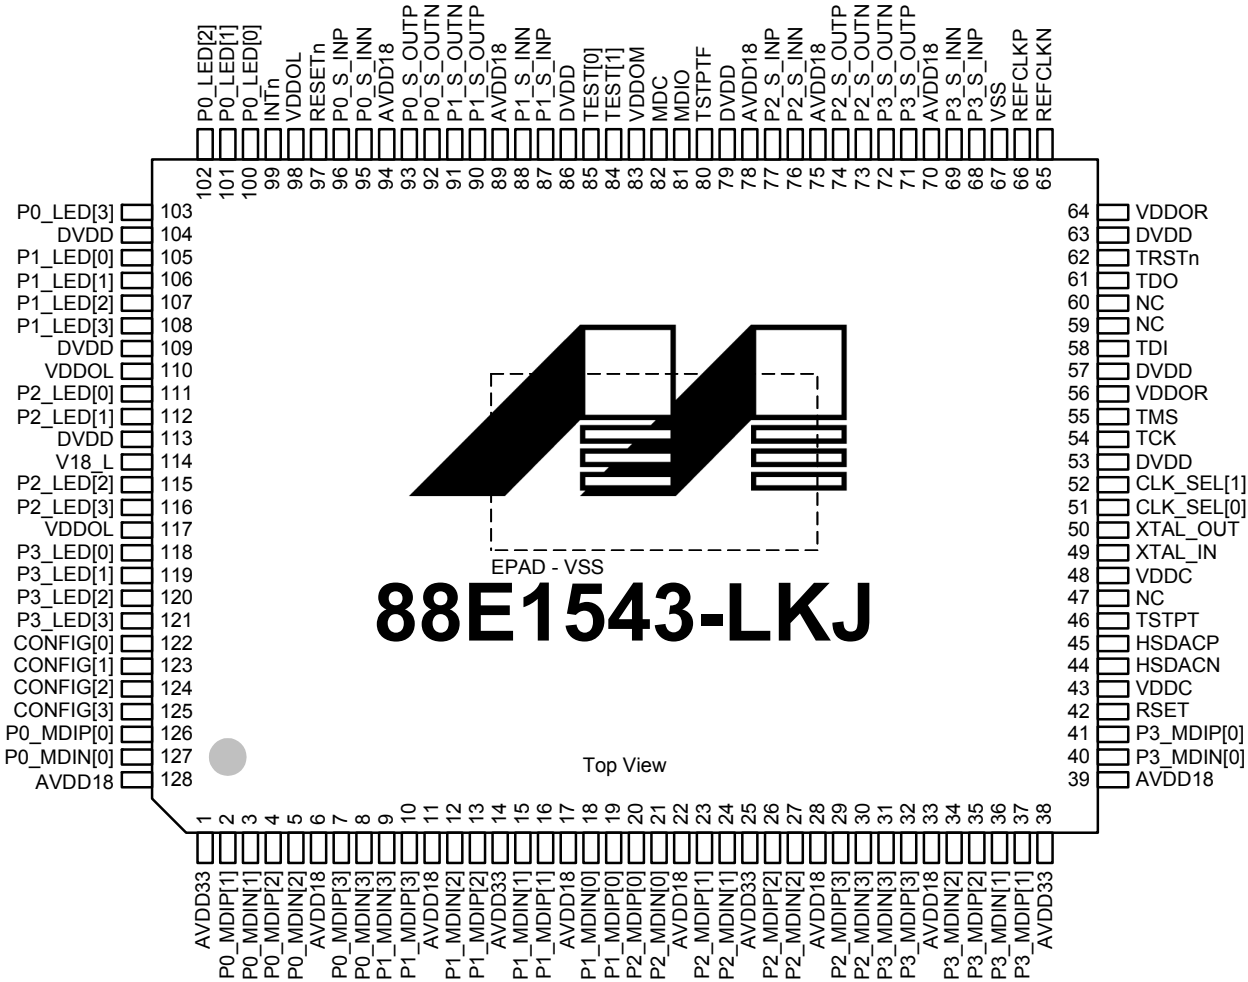 P0_LED[2]
P0_LED[1]
P0_LED[0]
INTn
VDDOL
RESETn
P0_S_INP
P0_S_INN
AVDD18
P0_S_OUTP
P0_S_OUTN
P1_S_OUTN
P1_S_OUTP
AVDD18
P1_S_INN
P1_S_INP
DVDD
TEST[0]
TEST[1]
VDDOM
MDC
MDIO
TSTPTF
DVDD
AVDD18
P2_S_INP
P2_S_INN
AVDD18
P2_S_OUTP
P2_S_OUTN
P3_S_OUTN
P3_S_OUTP
AVDD18
P3_S_INN
P3_S_INP
VSS
REFCLKP
REFCLKN
102
101
100
99
98
97
96
95
94
93
92
91
90
89
88
87
86
85
84
83
82
81
80
79
78
77
76
75
74
73
72
71
70
69
68
67
66
65
P0_LED[3] 103
DVDD 104
P1_LED[0] 105
P1_LED[1] 106
P1_LED[2] 107
P1_LED[3] 108
DVDD 109
VDDOL 110
P2_LED[0] 111
P2_LED[1] 112
DVDD 113
V18_L 114
P2_LED[2] 115
P2_LED[3] 116
VDDOL 117
P3_LED[0] 118
P3_LED[1] 119
P3_LED[2] 120
P3_LED[3] 121
CONFIG[0] 122
CONFIG[1] 123
CONFIG[2] 124
CONFIG[3] 125
P0_MDIP[0] 126
P0_MDIN[0] 127
AVDD18 128
64 VDDOR
63 DVDD
62 TRSTn
61 TDO
60 NC
59 NC
58 TDI
57 DVDD
56 VDDOR
55 TMS
54 TCK
53 DVDD
52 CLK_SEL[1]
51 CLK_SEL[0]
50 XTAL_OUT
49 XTAL_IN
48 VDDC
47 NC
46 TSTPT
45 HSDACP
44 HSDACN
43 VDDC
42 RSET
41 P3_MDIP[0]
40 P3_MDIN[0]
39 AVDD18
EPAD - VSS
88E1543-LKJ
Top View
1
2
3
4
5
6
7
8
9
10
11
12
13
14
15
16
17
18
19
20
21
22
23
24
25
26
27
28
29
30
31
32
33
34
35
36
37
38
AVDD33
P0_MDIP[1]
P0_MDIN[1]
P0_MDIP[2]
P0_MDIN[2]
AVDD18
P0_MDIP[3]
P0_MDIN[3]
P1_MDIN[3]
P1_MDIP[3]
AVDD18
P1_MDIN[2]
P1_MDIP[2]
AVDD33
P1_MDIN[1]
P1_MDIP[1]
AVDD18
P1_MDIN[0]
P1_MDIP[0]
P2_MDIP[0]
P2_MDIN[0]
AVDD18
P2_MDIP[1]
P2_MDIN[1]
AVDD33
P2_MDIP[2]
P2_MDIN[2]
AVDD18
P2_MDIP[3]
P2_MDIN[3]
P3_MDIN[3]
P3_MDIP[3]
AVDD18
P3_MDIN[2]
P3_MDIP[2]
P3_MDIN[1]
P3_MDIP[1]
AVDD33